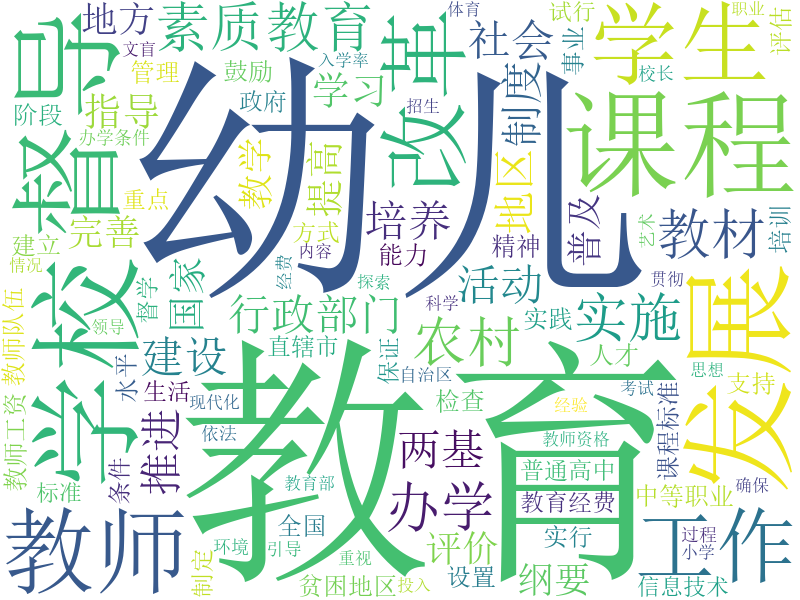 地方
素质教育
体育
试行
职业
评估
文盲
社会
事业
督导
管理
鼓励
入学率
改革
学生
校长
阶段
指导
政府
学习
招生
制度
办学条件
幼儿
课程
重点
教学
提高
培养
地区
普及
教材
培训
完善
建立
方式
能力
精神
艺术
情况
督学
国家
经费
内容
活动
探索
科学
贯彻
学校
教师队伍
领导
行政部门
农村
实践
实施
发展
水平
建设
直辖市
保证
自治区
人才
思想
教师工资
生活
现代化
教育
检查
考试
支持
推进
依法
两基
经验
教师资格
课程标准
标准
条件
教育部
办学
普通高中
教育经费
中等职业
确保
教师
全国
实行
工作
过程
小学
制定
环境
引导
重视
评价
设置
纲要
贫困地区
投入
信息技术